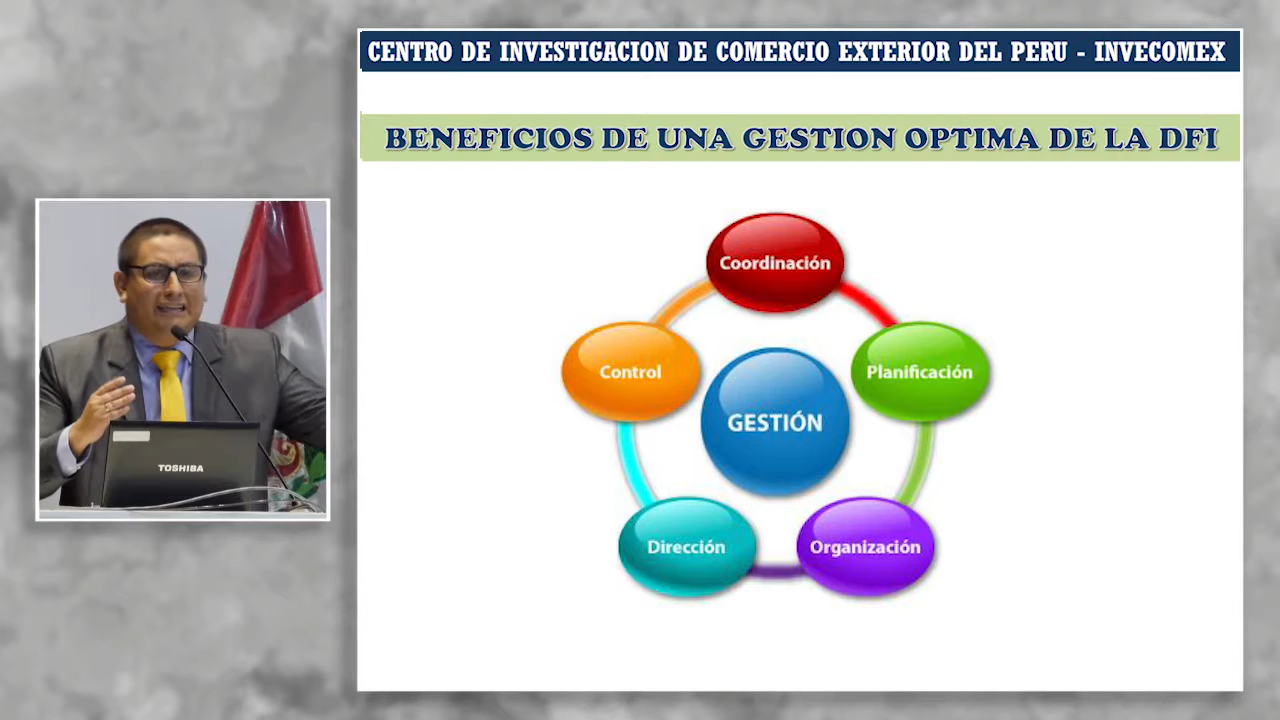 CENTRO DE INVESTIGACION DE COMERCIO EXTERIOR DEL PERU - INVECOMEX
BENEFICIOS DE UNA GESTION OPTIMA DE LA DFI
Coordinación
Control
Planificación
GESTIÓN
Dirección
Organización
TOSHIBA